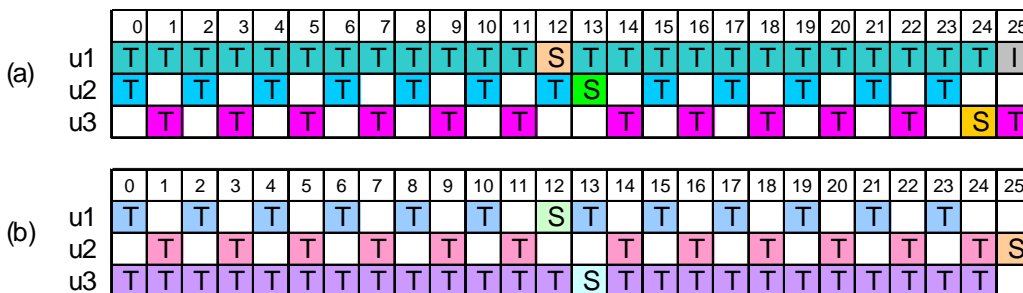 0 1 2 3 4 5 6 7 8 9 10 11 12 13 14 15 16 17 18 19 20 21 22 23 24 25
(a)
u1 T T T T T T T T T T T T S T T T T T T T T T T T T I
u2 T T T T T T T S T T T T T
u3 T T T T T T T T T T T S T
0 1 2 3 4 5 6 7 8 9 10 11 12 13 14 15 16 17 18 19 20 21 22 23 24 25
(b)
u1 T T T T T T S T T T T T T
u2 T T T T T T T T T T T T S
u3 T T T T T T T T T T T T T S T T T T T T T T T T T